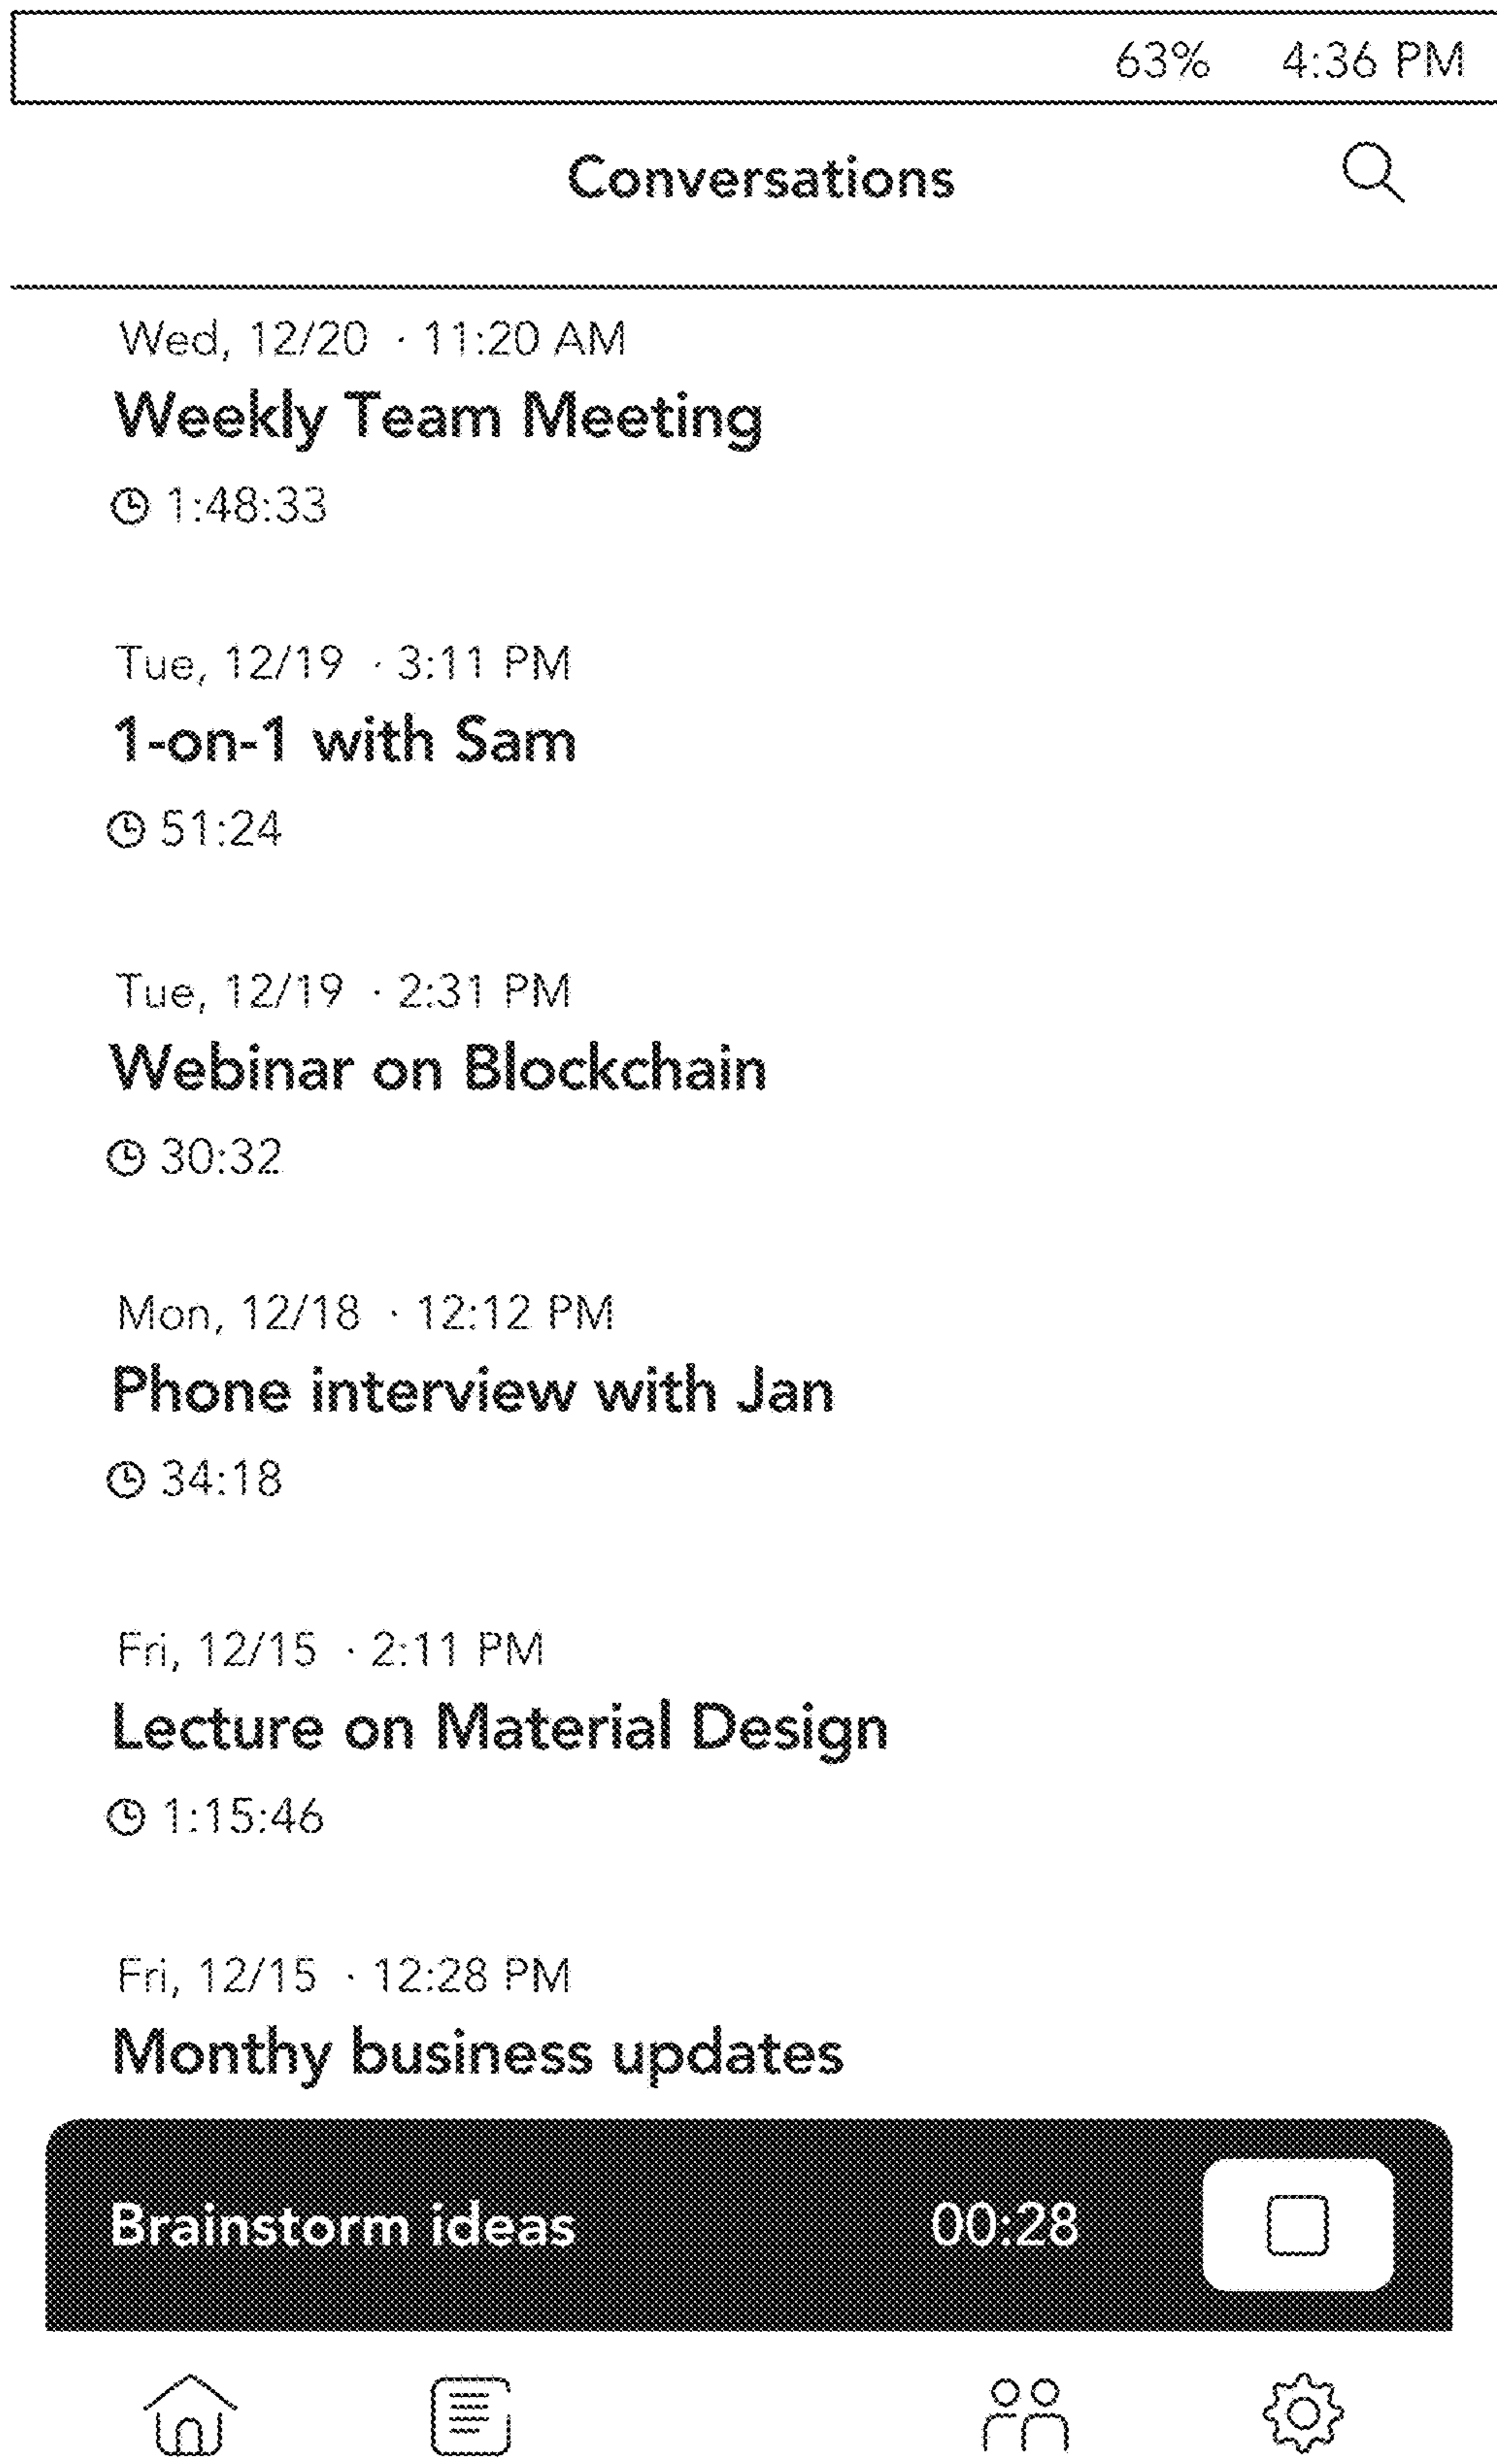 63% 4:36 PM
Conversations
Wed, 12/20 · 11:20 AM
Weekly Team Meeting
1:48:33
Tue, 12/19 · 3:11 PM
1-on-1 with Sam
51:24
Tue, 12/19 · 2:31 PM
Webinar on Blockchain
30:32
Mon, 12/18 · 12:12 PM
Phone interview with Jan
34:18
Fri, 12/15 · 2:11 PM
Lecture on Material Design
1:15:46
Fri, 12/15 · 12:28 PM
Monthy business updates
Brainstorm ideas 00:28